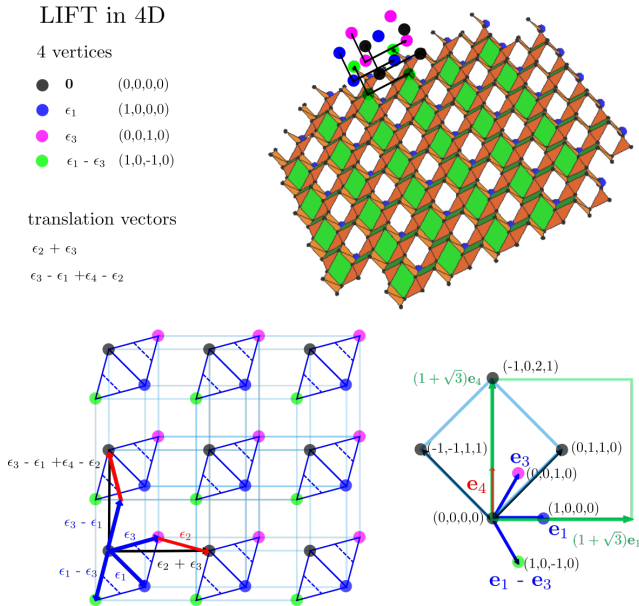 LIFT in 4D
4 vertices
0 (0,0,0,0)
ϵ1 (1,0,0,0)
ϵ3 (0,0,1,0)
ϵ1 - ϵ3 (1,0,-1,0)
translation vectors
ϵ2 + ϵ3
ϵ3 - ϵ1 +ϵ4 - ϵ2
ϵ3 - ϵ1 +ϵ4 - ϵ2
ϵ3 - ϵ1
ϵ3
ϵ2
ϵ1 - ϵ3
ϵ1
ϵ2 + ϵ3
(-1,0,2,1)
(1 + √3)e4
(-1,-1,1,1)
(0,1,1,0)
e3
(0,0,1,0)
e4
(0,0,0,0)
(1,0,0,0)
e1
(1 + √3)e1
(1,0,-1,0)
e1 - e3